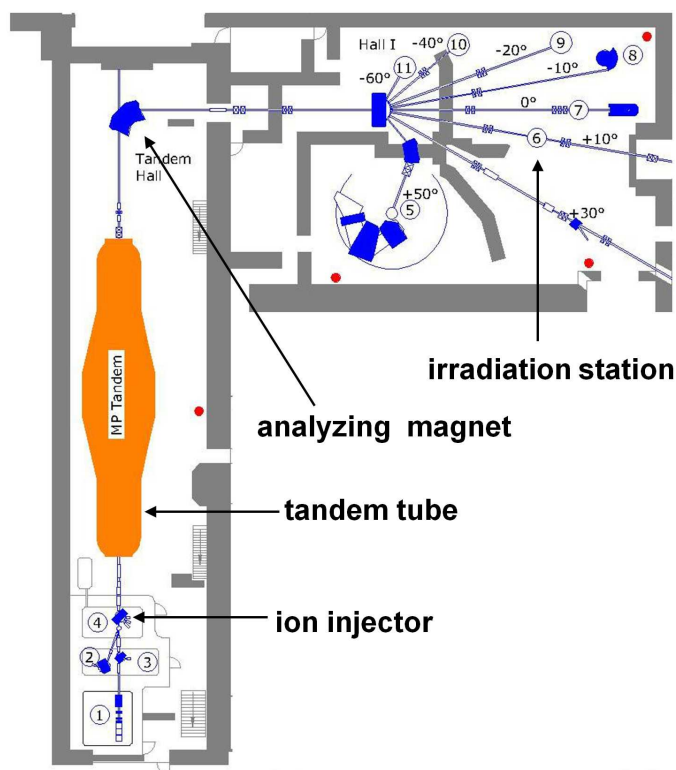 Hall I
-40°
10
-20°
9
11
-10°
8
-60°
0°
7
6
+10°
Tandem
Hall
+50°
5
+30°
irradiation station
MP Tandem
analyzing magnet
tandem tube
4
ion injector
2
3
1